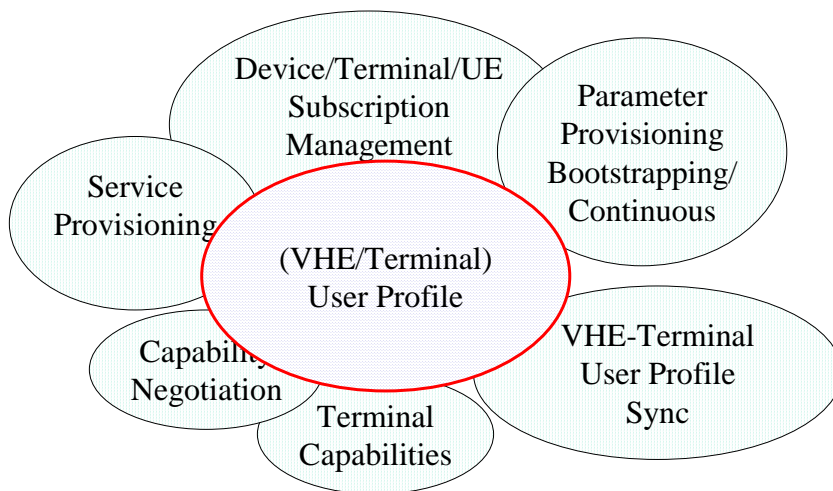 Device/Terminal/UE
Subscription
Management
Parameter
Provisioning
Bootstrapping/
Continuous
Service
Provisioning
(VHE/Terminal)
User Profile
Capability
Negotiation
VHE-Terminal
User Profile
Sync
Terminal
Capabilities